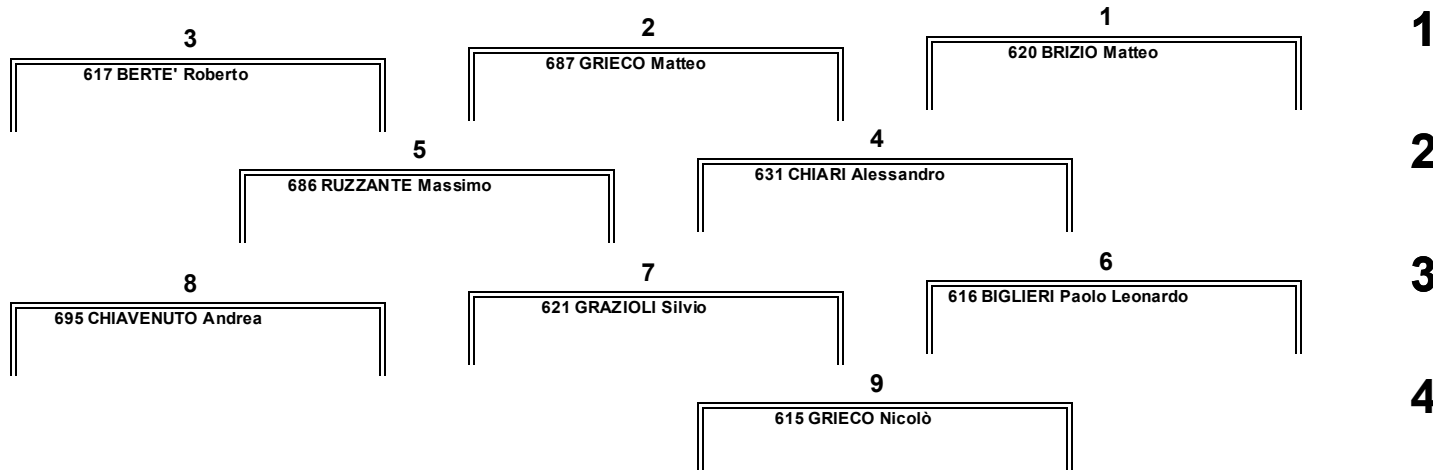 3 2 1 1
617 BERTE' Roberto 687 GRIECO Matteo 620 BRIZIO Matteo
5 4 2
686 RUZZANTE Massimo 631 CHIARI Alessandro
8 7 6 3
695 CHIAVENUTO Andrea 621 GRAZIOLI Silvio 616 BIGLIERI Paolo Leonardo
9 4
615 GRIECO Nicolò